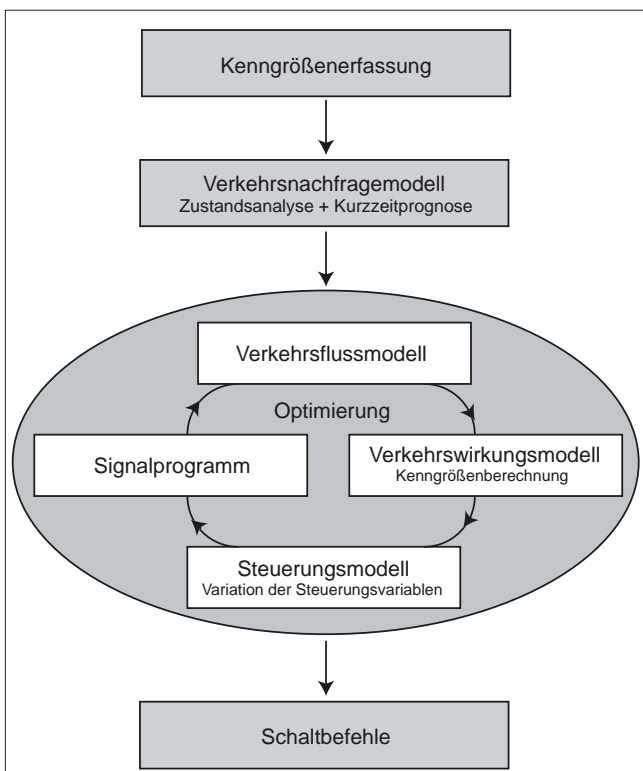 Kenngrößenerfassung
Verkehrsnachfragemodell
Zustandsanalyse + Kurzzeitprognose
Verkehrsflussmodell
Optimierung
Signalprogramm
Verkehrswirkungsmodell
Kenngrößenberechnung
Steuerungsmodell
Variation der Steuerungsvariablen
Schaltbefehle